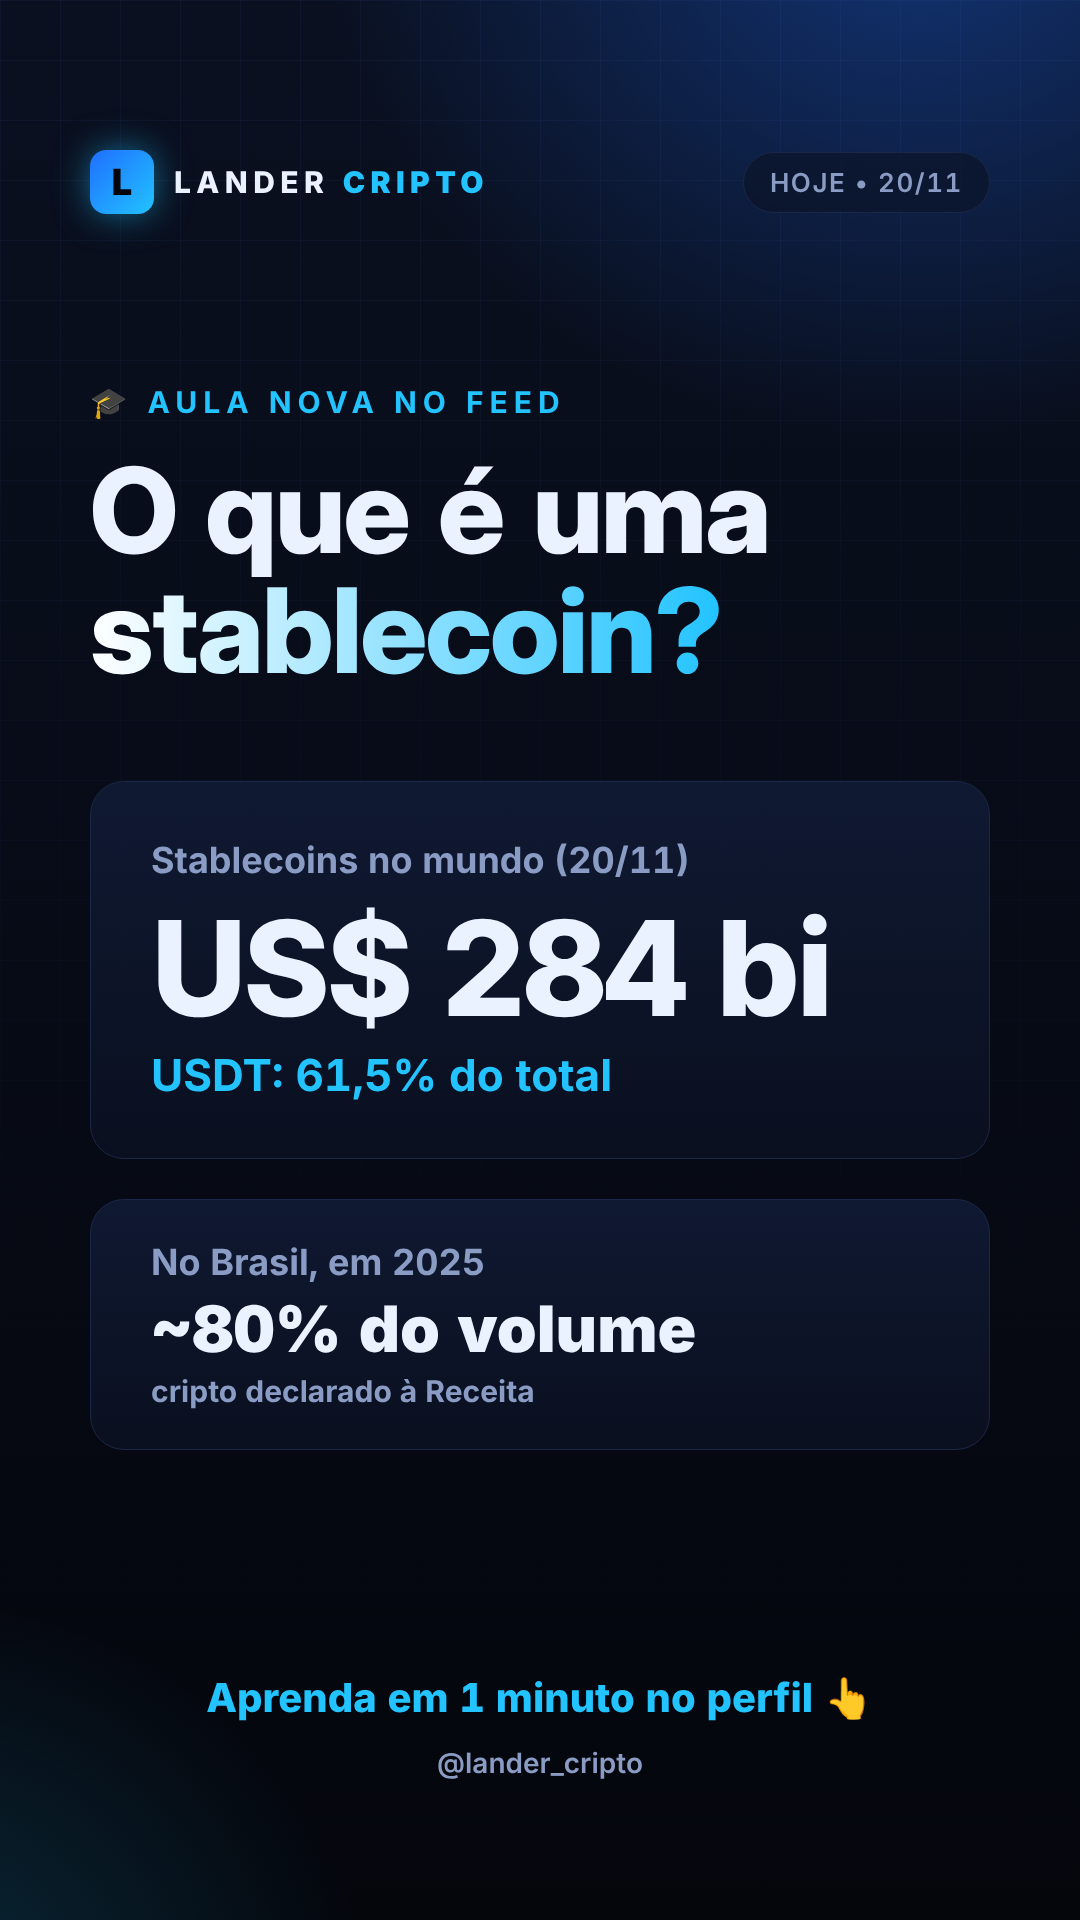 L LANDER CRIPTO
HOJE • 20/11
🎓 AULA NOVA NO FEED
O que é uma
stablecoin?
Stablecoins no mundo (20/11)
US$ 284 bi
USDT: 61,5% do total
No Brasil, em 2025
~80% do volume
cripto declarado à Receita
Aprenda em 1 minuto no perfil 👆
@lander_cripto